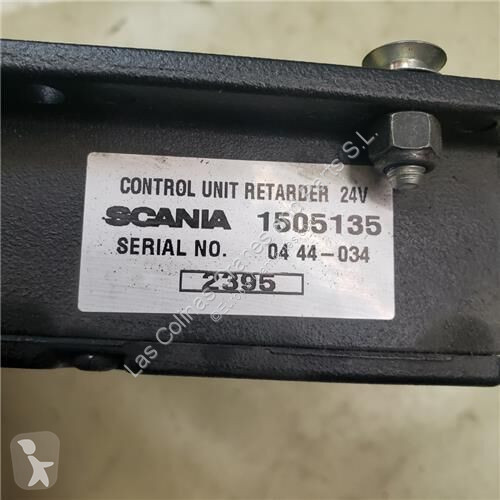 CONTROL UNIT RETARDER 24V
SCANIA 1505135
SERIAL NO. 04 44-034
2395
Las Colinas S.L.